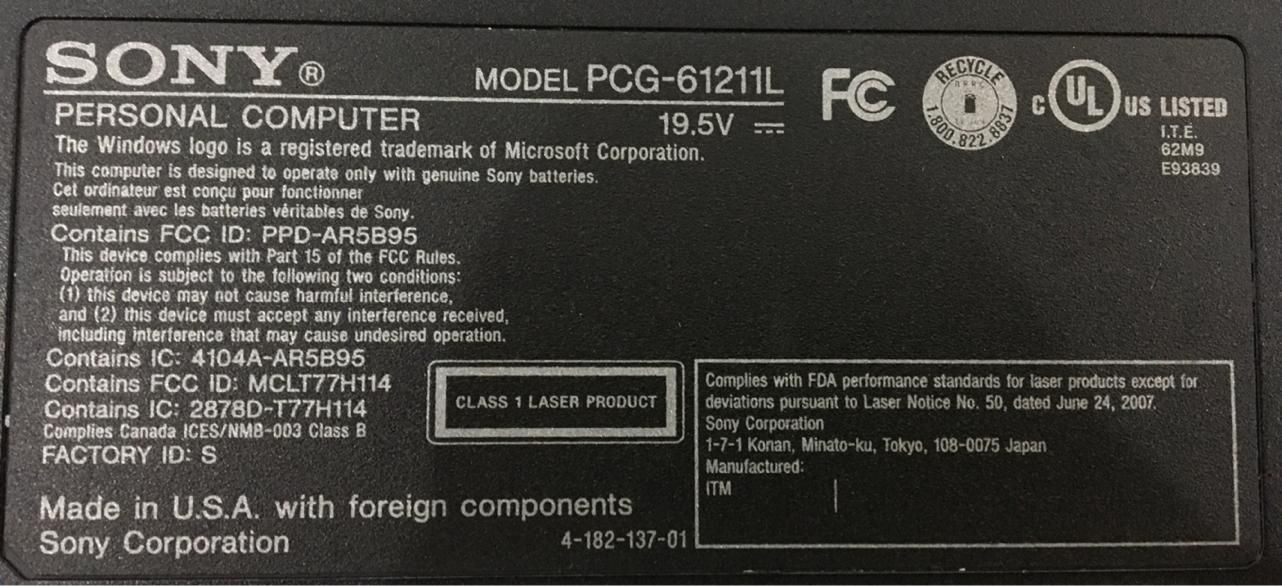 SONY®
MODEL PCG-61211L
PERSONAL COMPUTER
19.5V
The Windows logo is a registered trademark of Microsoft Corporation.
This computer is designed to operate only with genuine Sony batteries.
Cet ordinateur est conçu pour fonctionner
seulement avec les batteries véritables de Sony.
Contains FCC ID: PPD-AR5B95
This device complies with Part 15 of the FCC Rules.
Operation is subject to the following two conditions:
(1) this device may not cause harmful interference,
and (2) this device must accept any interference received,
including interference that may cause undesired operation.
Contains IC: 4104A-AR5B95
Contains FCC ID: MCLT77H114
Contains IC: 2878D-T77H114
Complies Canada ICES/NMB-003 Class B
FACTORY ID: S
Made in U.S.A. with foreign components
Sony Corporation
4-182-137-01
FC
RECYCLE
1.800.822.8837
C UL US LISTED
I.T.E.
62M9
E93839
CLASS 1 LASER PRODUCT
Complies with FDA performance standards for laser products except for
deviations pursuant to Laser Notice No. 50, dated June 24, 2007.
Sony Corporation
1-7-1 Konan, Minato-ku, Tokyo, 108-0075 Japan
Manufactured:
ITM